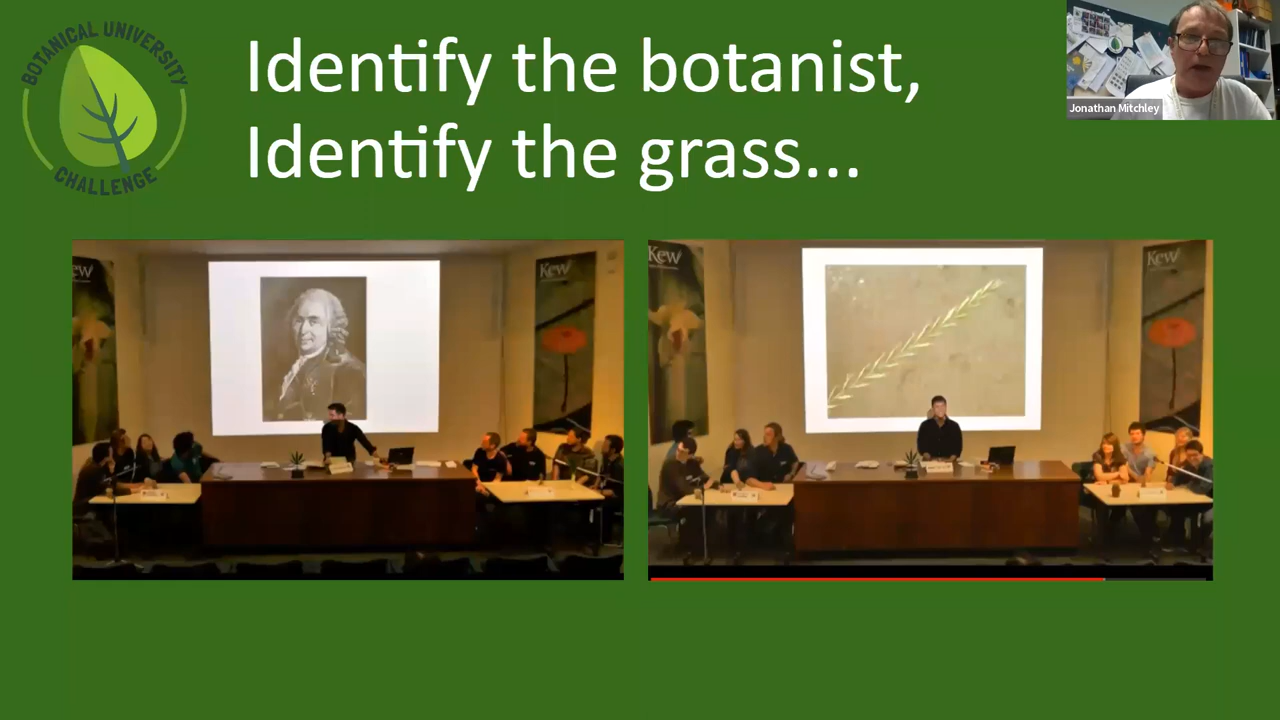 BOTANICAL UNIVERSITY
CHALLENGE
Identify the botanist,
Identify the grass...
Jonathan Mitchley
Kew
Kew
Kew